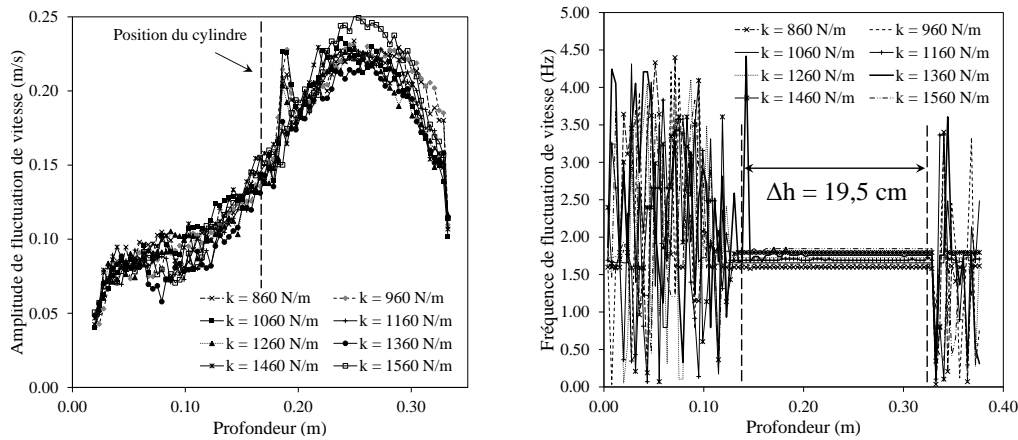 0.25
0.20
0.15
0.10
0.05
0.00
Amplitude de fluctuation de vitesse (m/s)
Position du cylindre
k = 860 N/m
k = 960 N/m
k = 1060 N/m
k = 1160 N/m
k = 1260 N/m
k = 1360 N/m
k = 1460 N/m
k = 1560 N/m
0.00 0.10 0.20 0.30
Profondeur (m)
5.00
4.50
4.00
3.50
3.00
2.50
2.00
1.50
1.00
0.50
0.00
Fréquence de fluctuation de vitesse (Hz)
k = 860 N/m
k = 960 N/m
k = 1060 N/m
k = 1160 N/m
k = 1260 N/m
k = 1360 N/m
k = 1460 N/m
k = 1560 N/m
Δh = 19,5 cm
0.00 0.10 0.20 0.30 0.40
Profondeur (m)